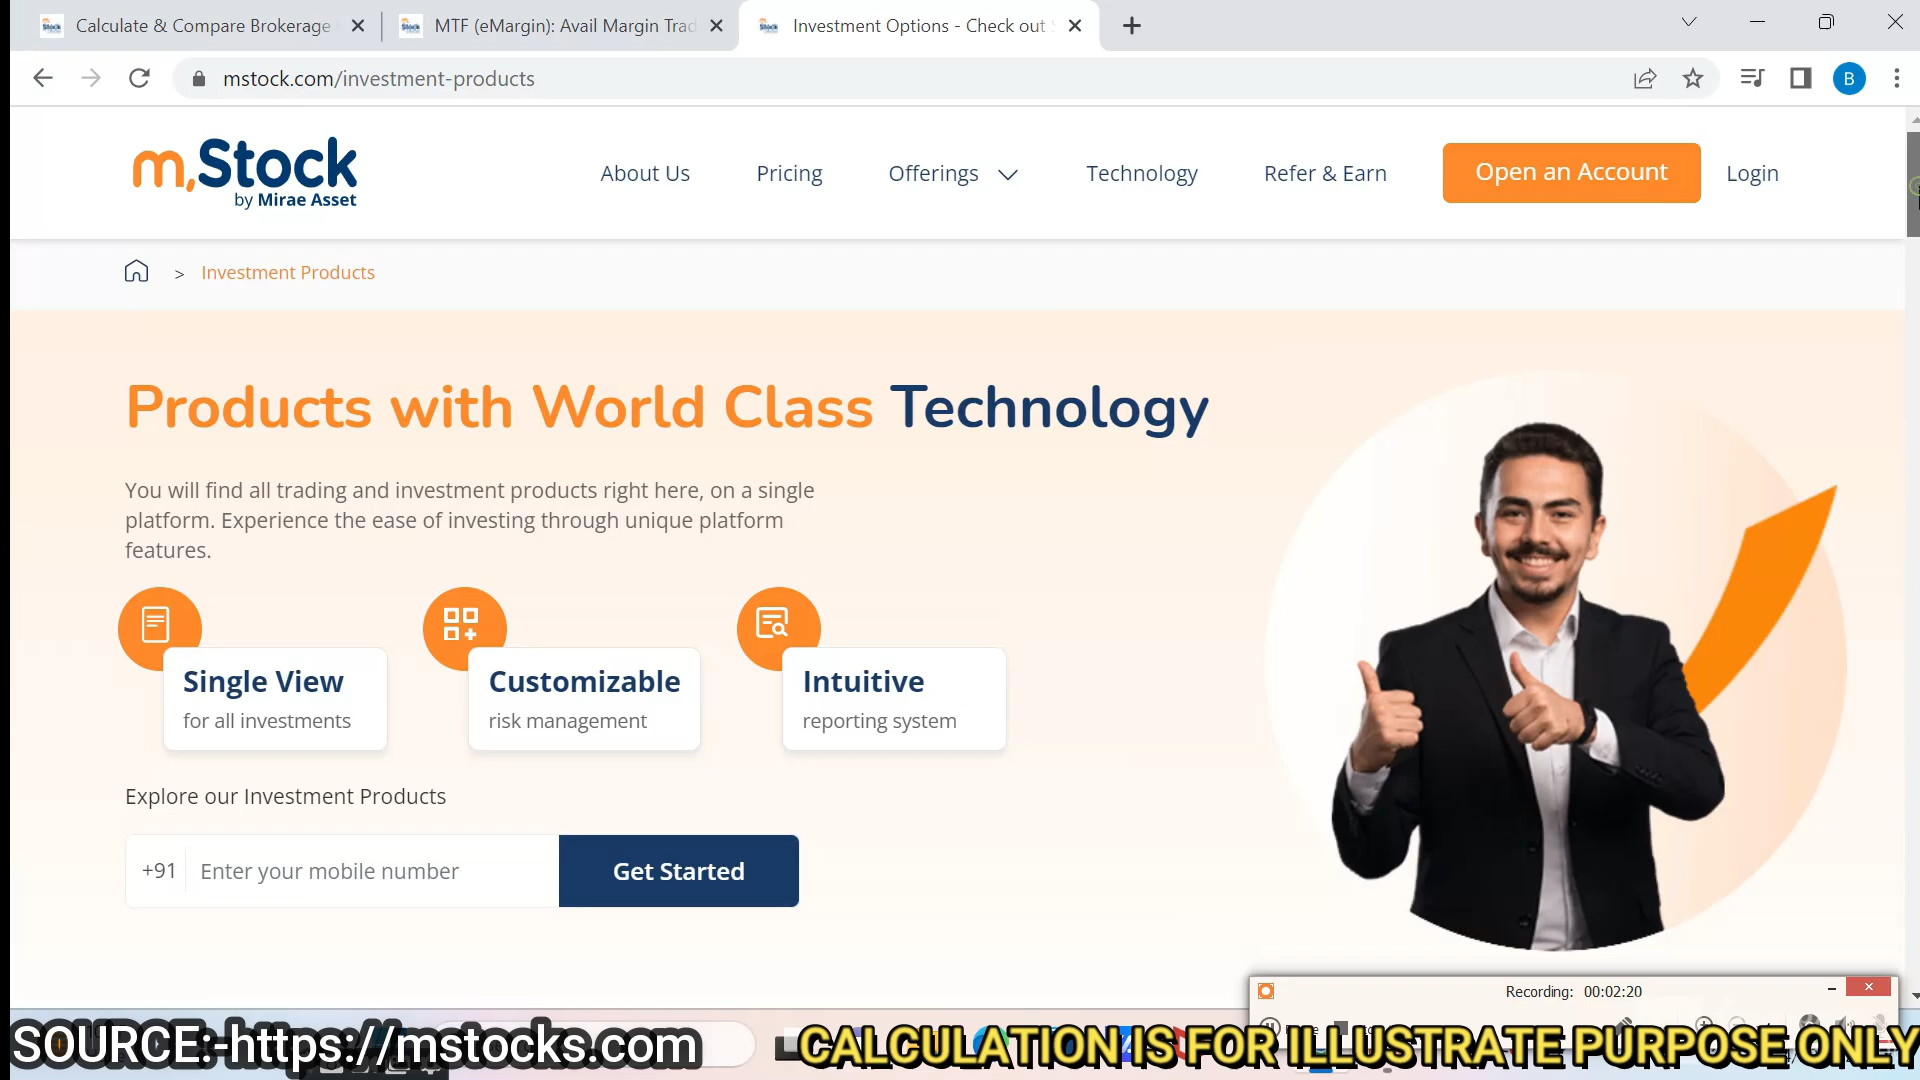 Calculate & Compare Brokerage
MTF (eMargin): Avail Margin Trad
Investment Options - Check out
mstock.com/investment-products
B
m.Stock
by Mirae Asset
About Us
Pricing
Offerings
Technology
Refer & Earn
Open an Account
Login
> Investment Products
Products with World Class Technology
You will find all trading and investment products right here, on a single
platform. Experience the ease of investing through unique platform
features.
Single View
for all investments
Customizable
risk management
Intuitive
reporting system
Explore our Investment Products
+91
Enter your mobile number
Get Started
Recording: 00:02:20
SOURCE:-https://mstocks.com
CALCULATION IS FOR ILLUSTRATE PURPOSE ONLY